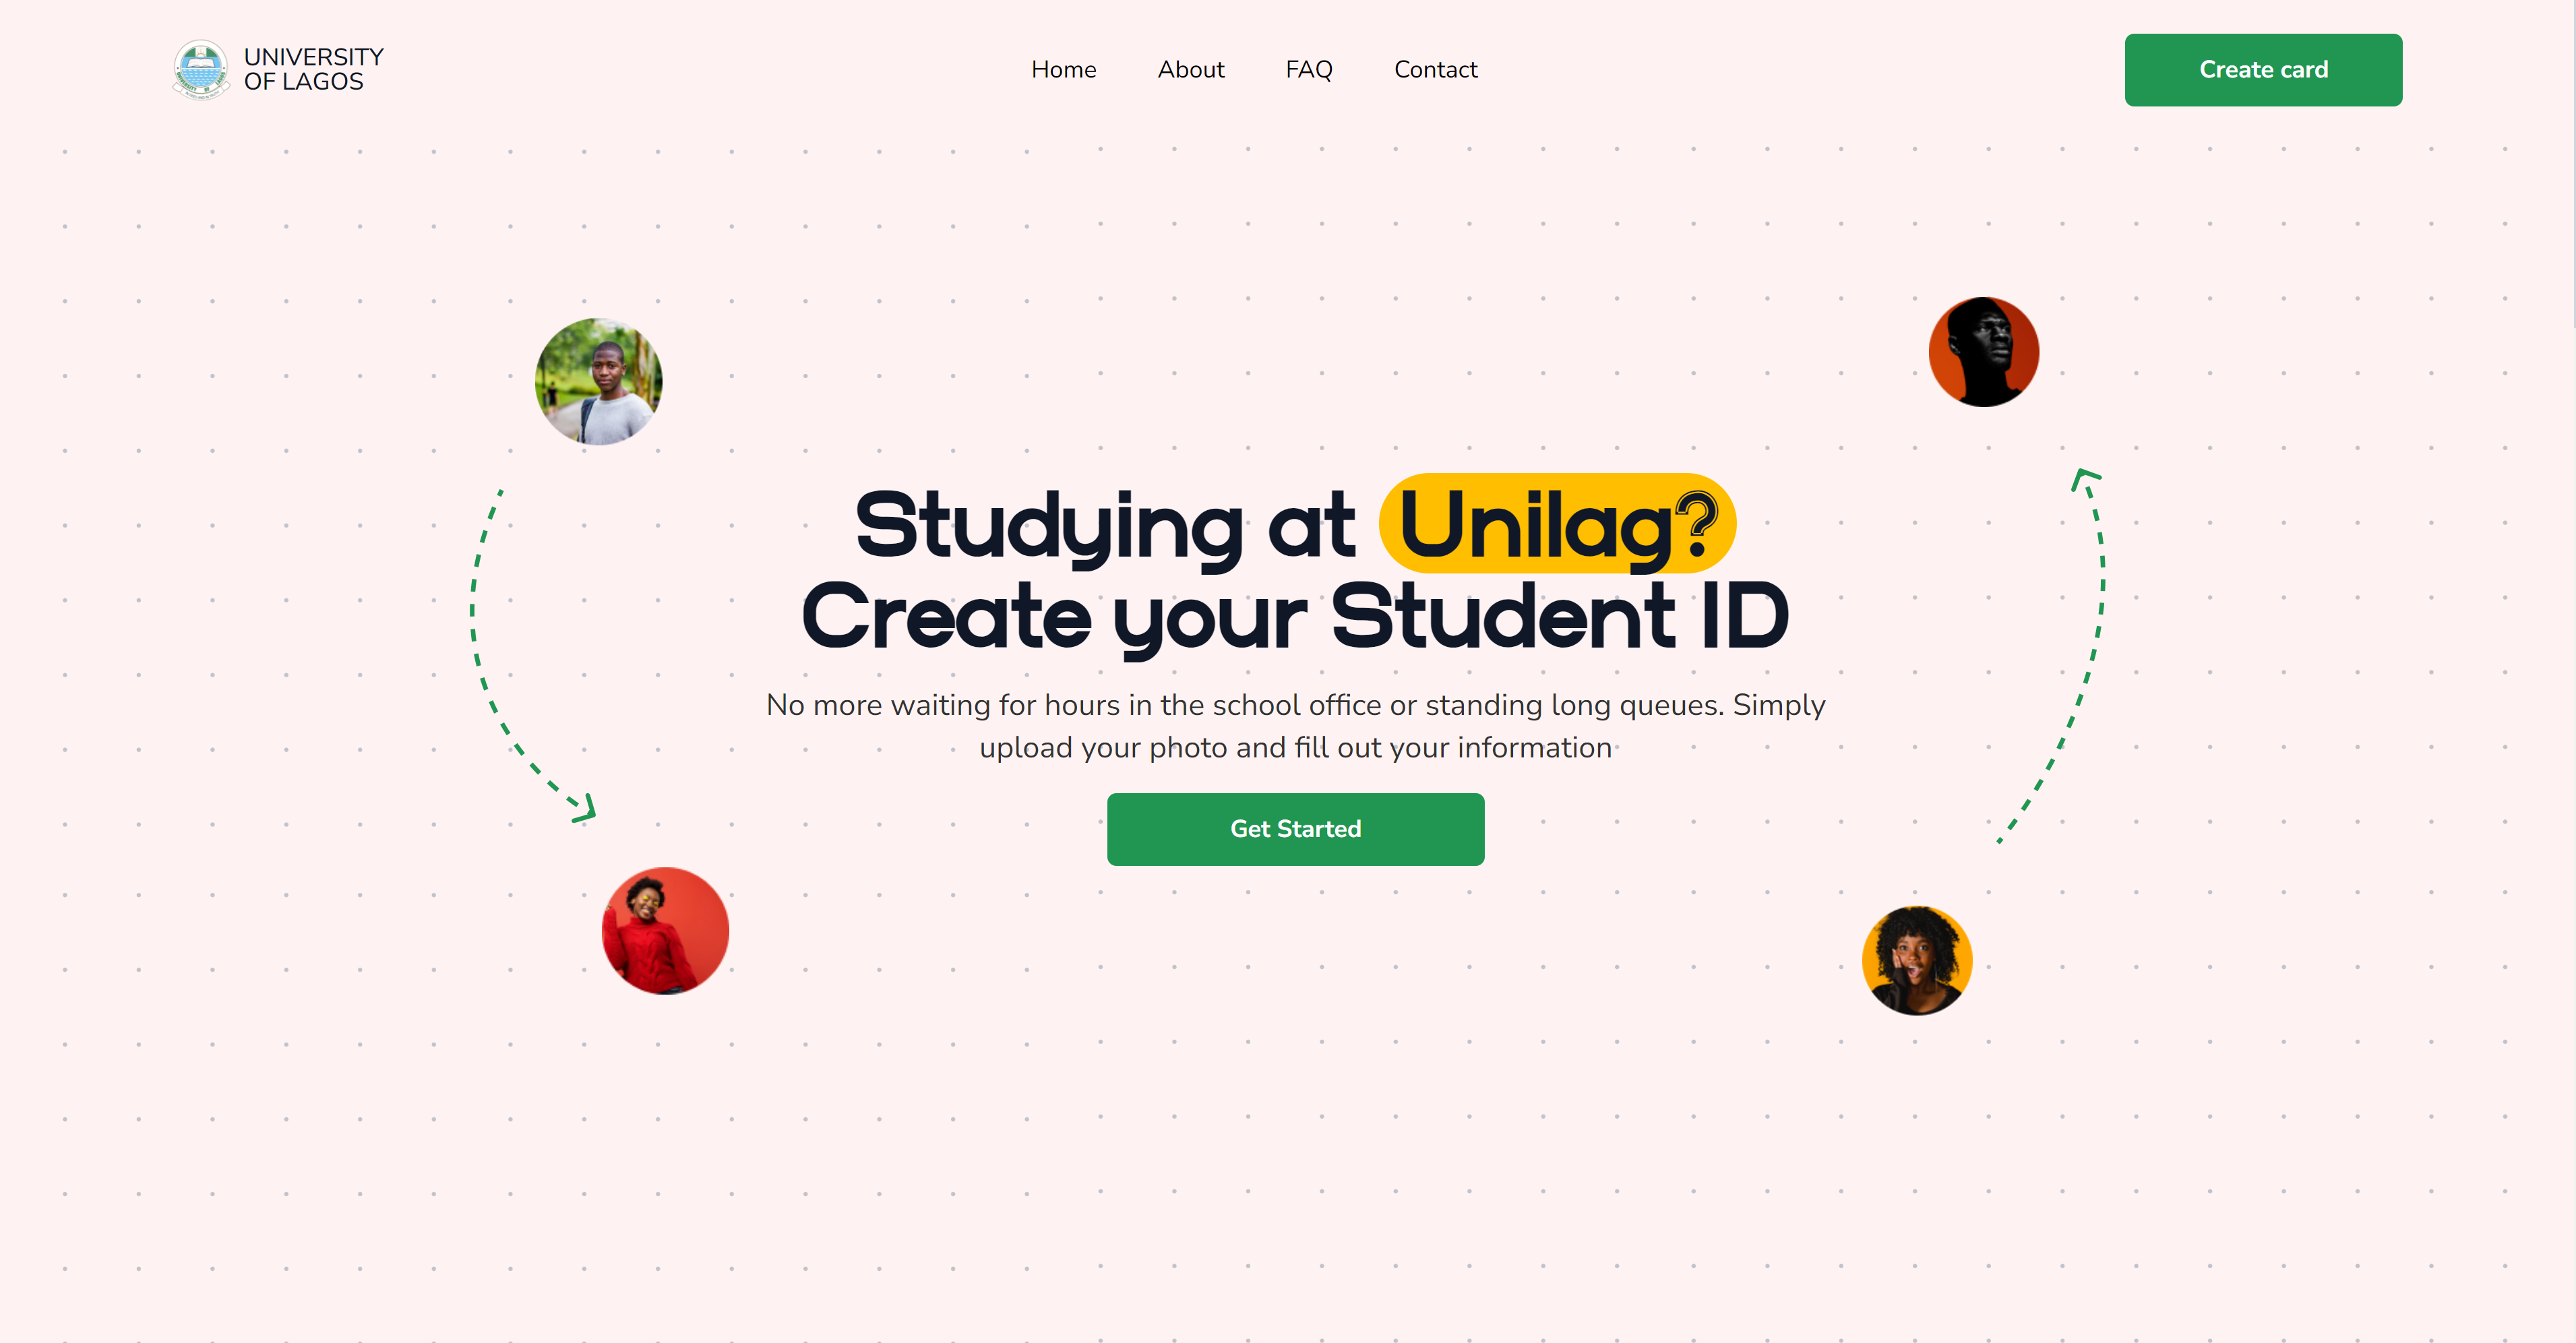 UNIVERSITY
OF LAGOS
Home About FAQ Contact
Create card
Studying at Unilag?
Create your Student ID
No more waiting for hours in the school office or standing long queues. Simply
upload your photo and fill out your information
Get Started